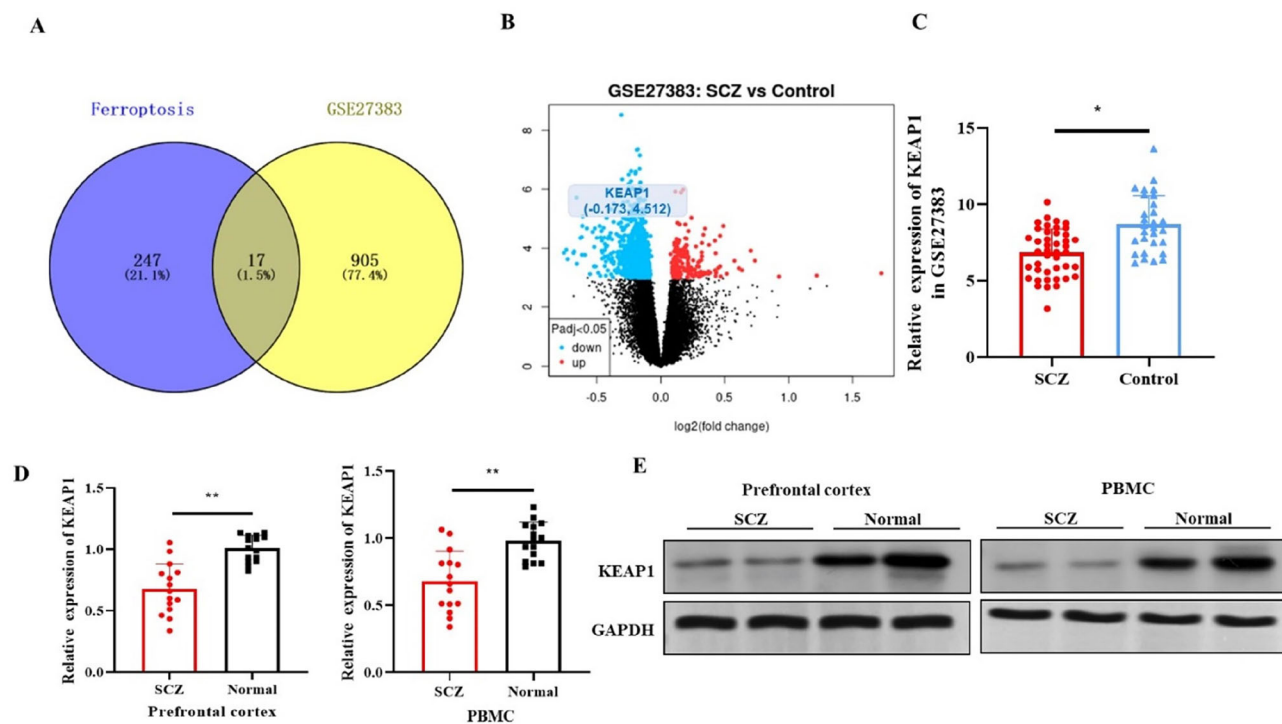 A
Ferroptosis
GSE27383
247
(21.1%)
17
(1.5%)
905
(77.4%)
B
GSE27383: SCZ vs Control
8
6
4
2
0
KEAP1
(-0.173, 4.512)
Padj<0.05
down
up
-0.5
0.0
0.5
1.0
1.5
log2(fold change)
C
Relative expression of KEAP1
in GSE27383
15
10
5
0
*
SCZ
Control
D
Relative expression of KEAP1
1.5
1.0
0.5
0.0
**
SCZ
Normal
Prefrontal cortex
Relative expression of KEAP1
1.5
1.0
0.5
0.0
**
SCZ
Normal
PBMC
E
Prefrontal cortex
SCZ
Normal
PBMC
SCZ
Normal
KEAP1
GAPDH